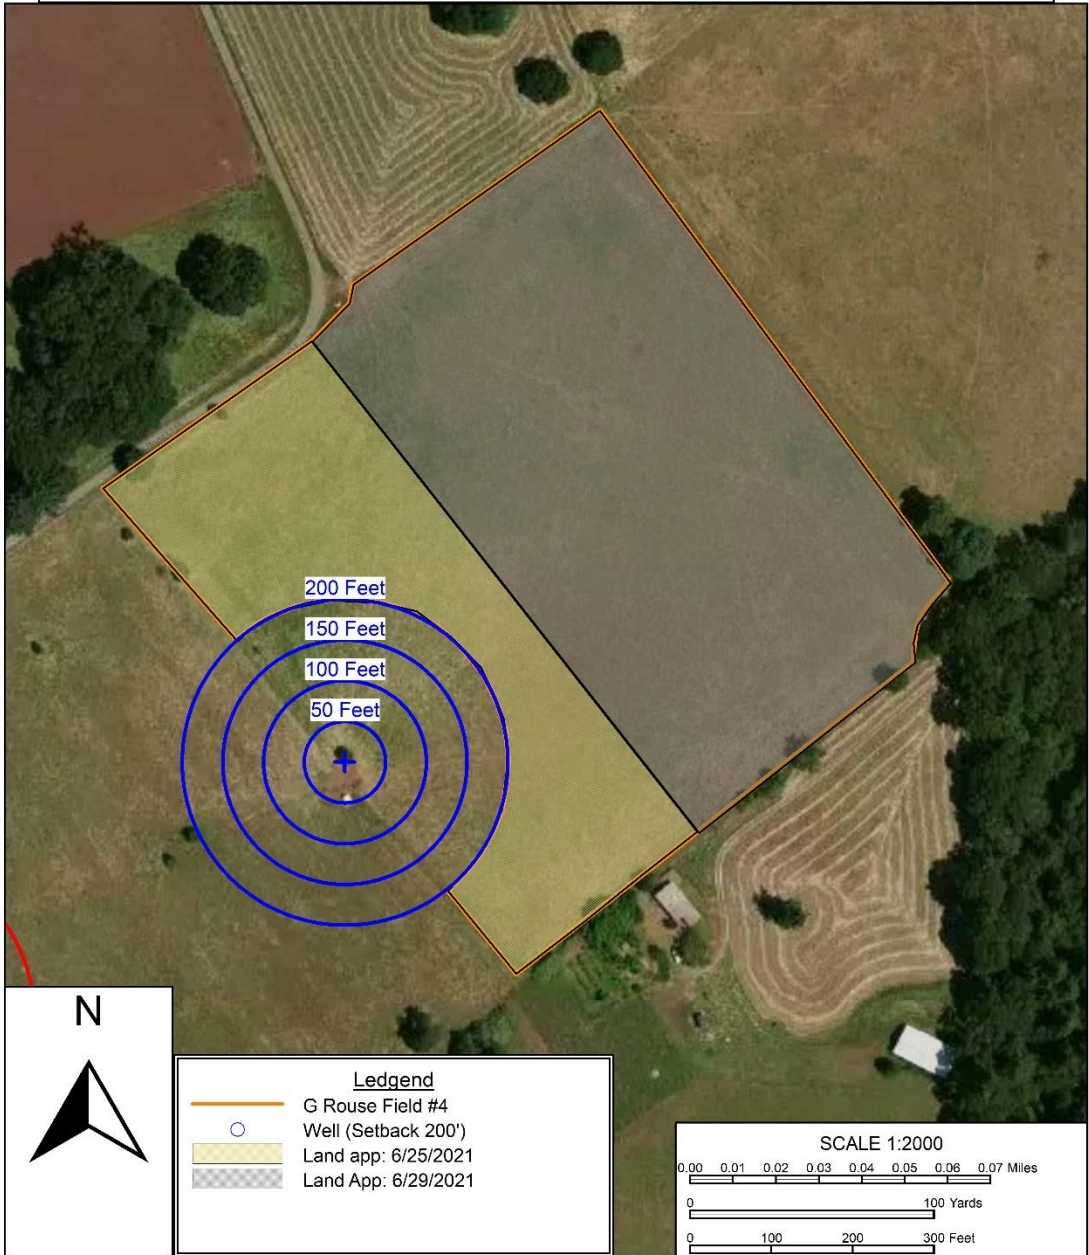 200 Feet
150 Feet
100 Feet
50 Feet
N
Ledgend
G Rouse Field #4
Well (Setback 200')
Land app: 6/25/2021
Land App: 6/29/2021
SCALE 1:2000
0.00 0.01 0.02 0.03 0.04 0.05 0.06 0.07 Miles
0 100 Yards
0 100 200 300 Feet